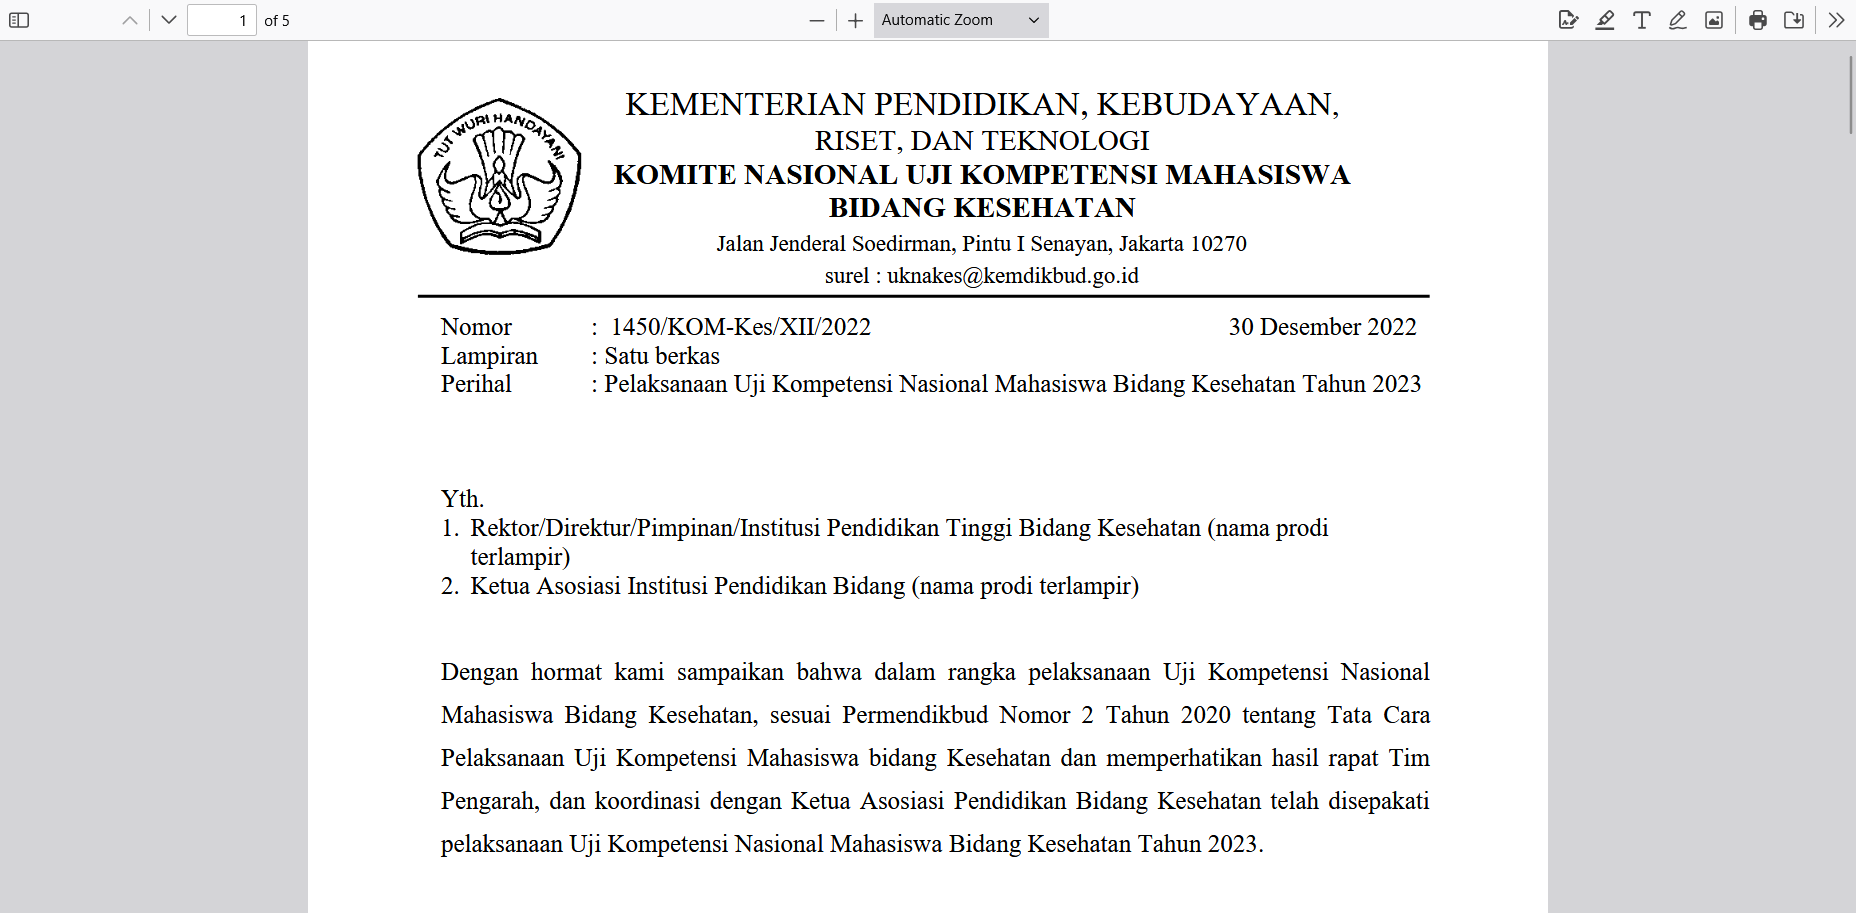 1 of 5
Automatic Zoom
TUT WURI HANDAYANI
KEMENTERIAN PENDIDIKAN, KEBUDAYAAN,
RISET, DAN TEKNOLOGI
KOMITE NASIONAL UJI KOMPETENSI MAHASISWA
BIDANG KESEHATAN
Jalan Jenderal Soedirman, Pintu I Senayan, Jakarta 10270
surel : uknakes@kemdikbud.go.id
Nomor : 1450/KOM-Kes/XII/2022 30 Desember 2022
Lampiran : Satu berkas
Perihal : Pelaksanaan Uji Kompetensi Nasional Mahasiswa Bidang Kesehatan Tahun 2023
Yth.
1. Rektor/Direktur/Pimpinan/Institusi Pendidikan Tinggi Bidang Kesehatan (nama prodi
terlampir)
2. Ketua Asosiasi Institusi Pendidikan Bidang (nama prodi terlampir)
Dengan hormat kami sampaikan bahwa dalam rangka pelaksanaan Uji Kompetensi Nasional
Mahasiswa Bidang Kesehatan, sesuai Permendikbud Nomor 2 Tahun 2020 tentang Tata Cara
Pelaksanaan Uji Kompetensi Mahasiswa bidang Kesehatan dan memperhatikan hasil rapat Tim
Pengarah, dan koordinasi dengan Ketua Asosiasi Pendidikan Bidang Kesehatan telah disepakati
pelaksanaan Uji Kompetensi Nasional Mahasiswa Bidang Kesehatan Tahun 2023.